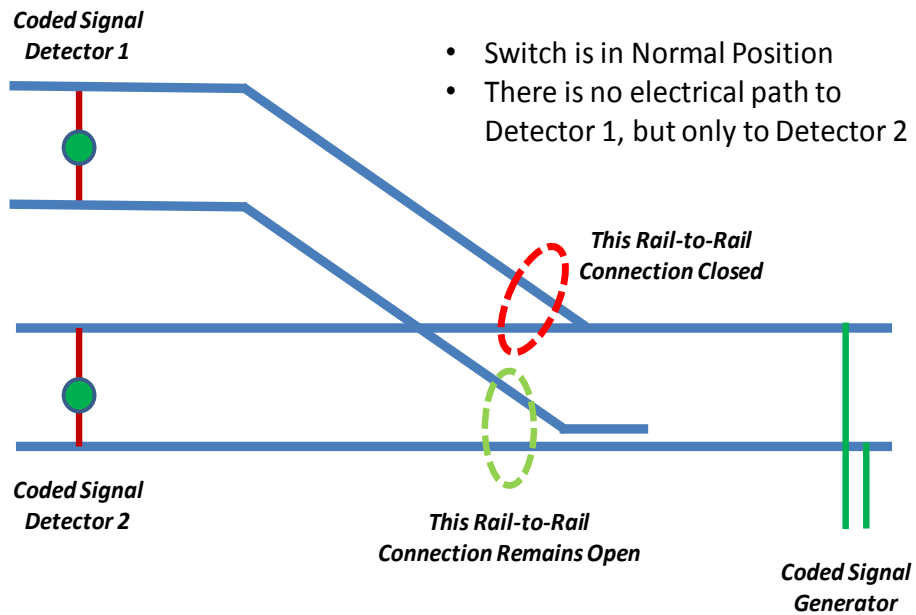 Coded Signal
Detector 1
• Switch is in Normal Position
• There is no electrical path to
Detector 1, but only to Detector 2
This Rail-to-Rail
Connection Closed
Coded Signal
Detector 2
This Rail-to-Rail
Connection Remains Open
Coded Signal
Generator